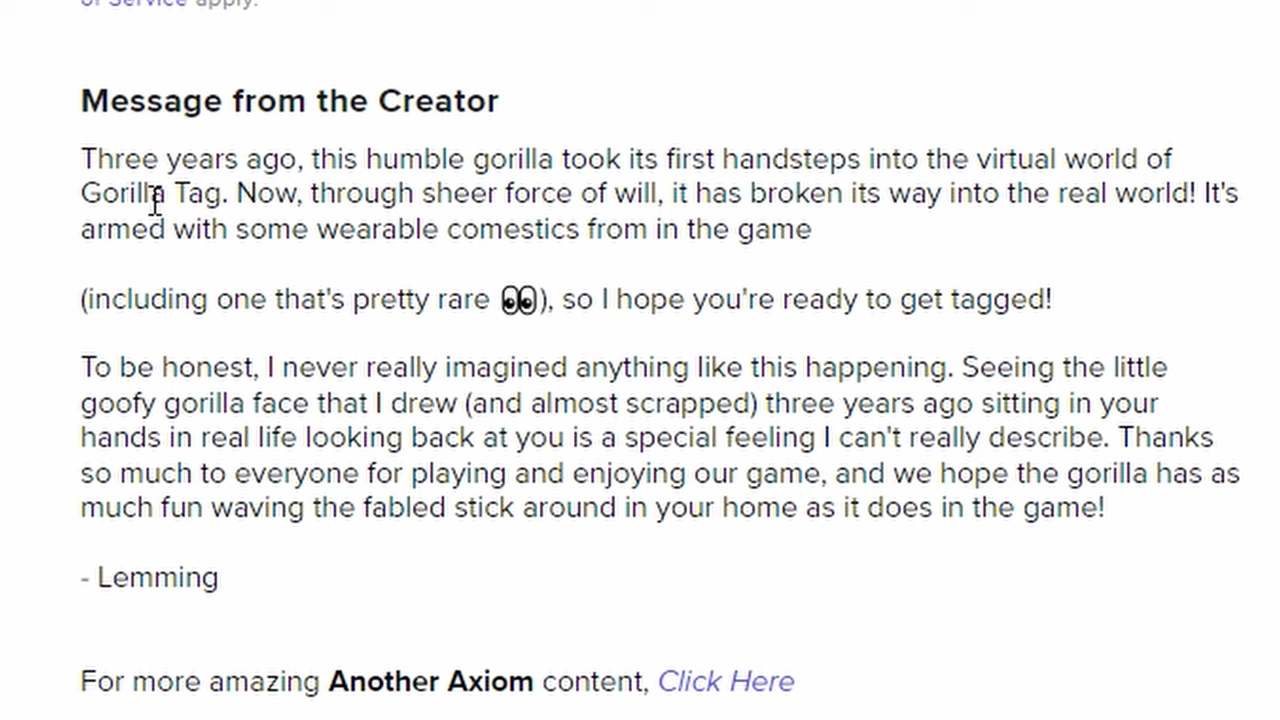 of Service apply.
Message from the Creator
Three years ago, this humble gorilla took its first handsteps into the virtual world of
Gorilla Tag. Now, through sheer force of will, it has broken its way into the real world! It's
armed with some wearable comestics from in the game
(including one that's pretty rare 👀), so I hope you're ready to get tagged!
To be honest, I never really imagined anything like this happening. Seeing the little
goofy gorilla face that I drew (and almost scrapped) three years ago sitting in your
hands in real life looking back at you is a special feeling I can't really describe. Thanks
so much to everyone for playing and enjoying our game, and we hope the gorilla has as
much fun waving the fabled stick around in your home as it does in the game!
- Lemming
For more amazing Another Axiom content, Click Here